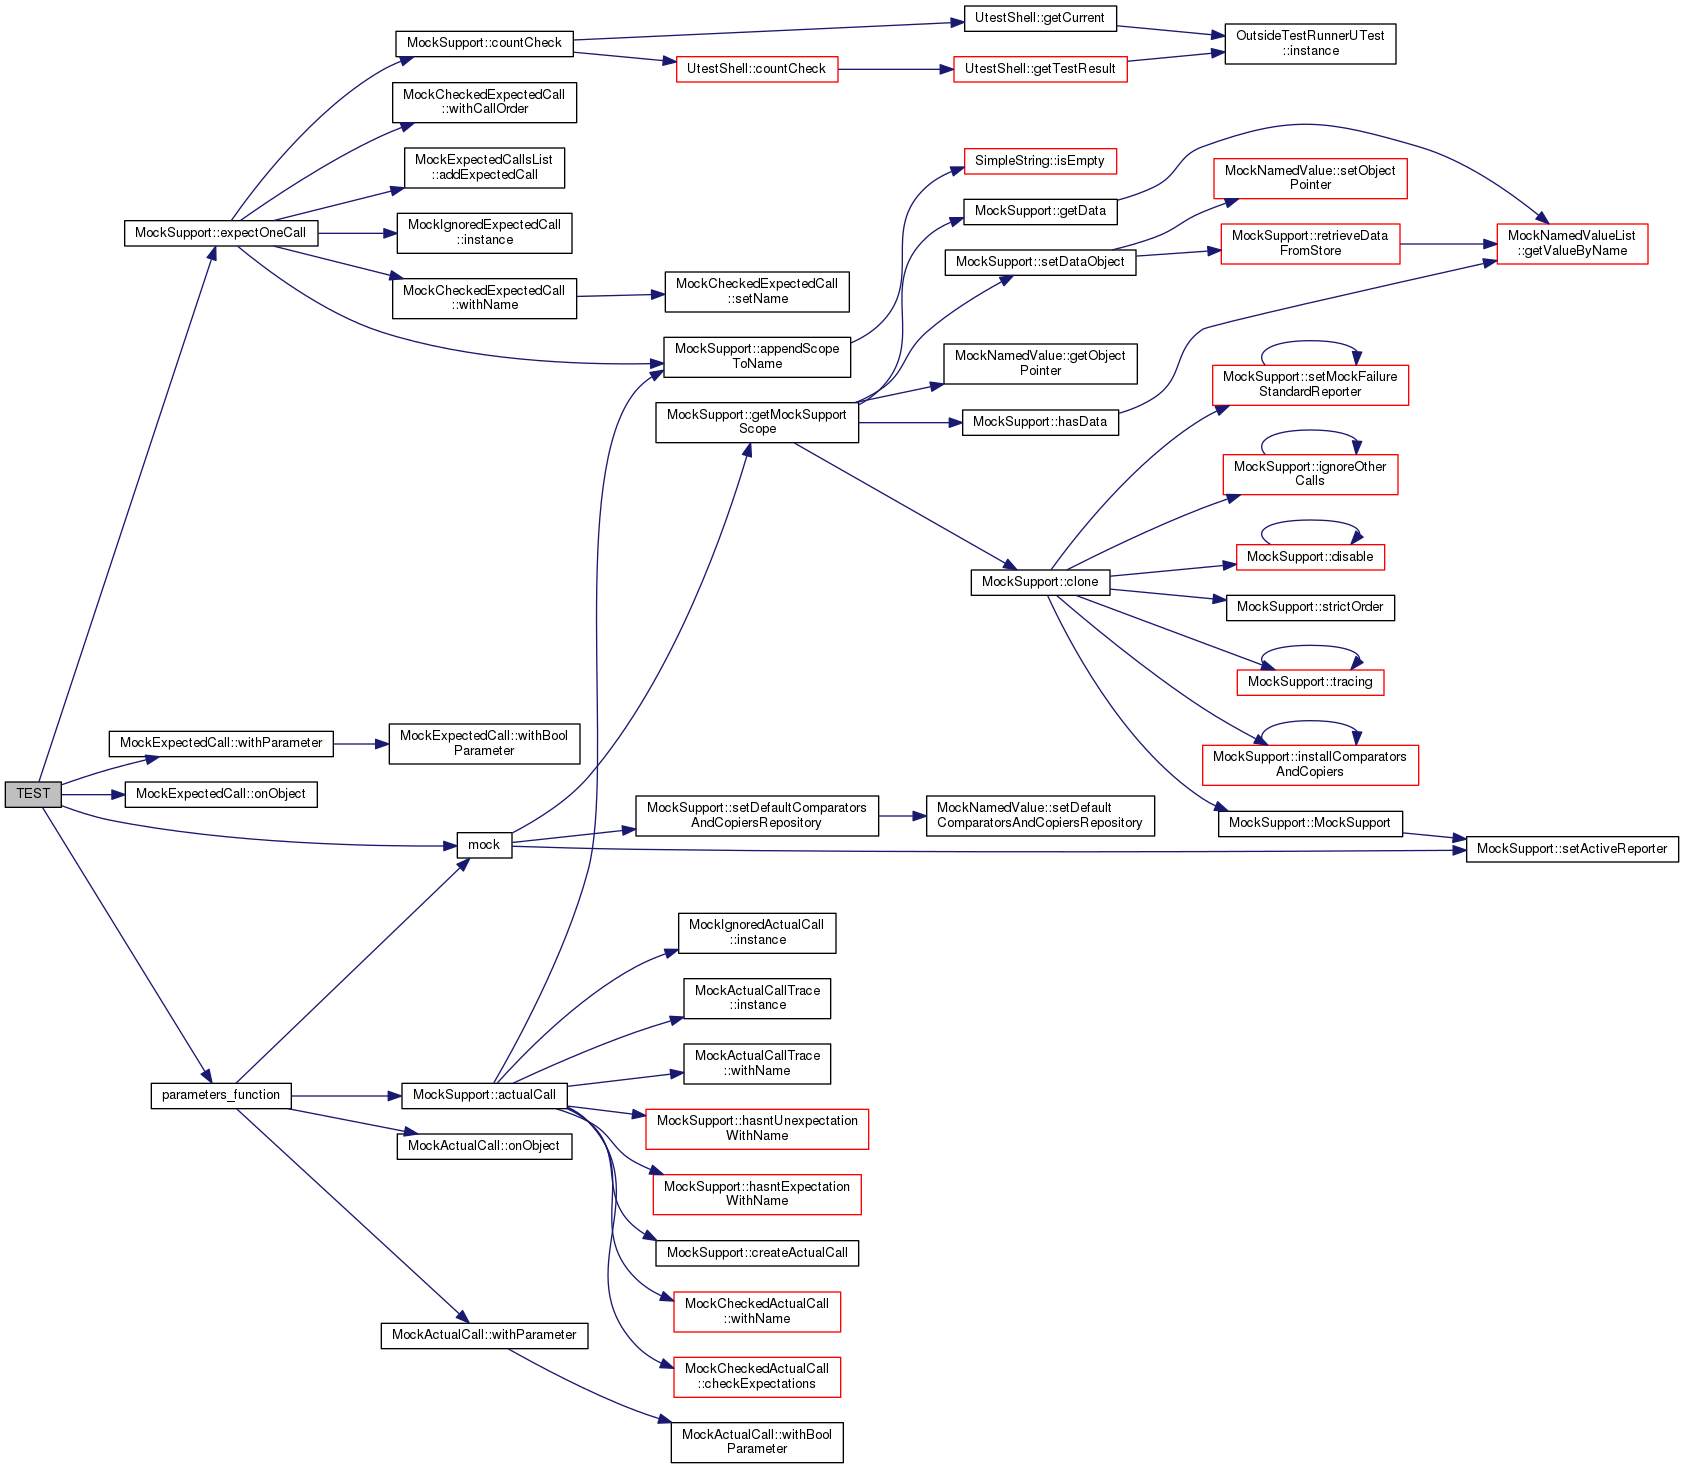 UtestShell::getCurrent
OutsideTestRunnerUTest
::instance
MockSupport::countCheck
UtestShell::countCheck
UtestShell::getTestResult
MockCheckedExpectedCall
::withCallOrder
MockExpectedCallsList
::addExpectedCall
SimpleString::isEmpty
MockNamedValue::setObject
Pointer
MockSupport::getData
MockSupport::expectOneCall
MockIgnoredExpectedCall
::instance
MockSupport::retrieveData
FromStore
MockNamedValueList
::getValueByName
MockSupport::setDataObject
MockCheckedExpectedCall
::withName
MockCheckedExpectedCall
::setName
MockSupport::appendScope
ToName
MockNamedValue::getObject
Pointer
MockSupport::setMockFailure
StandardReporter
MockSupport::getMockSupport
Scope
MockSupport::hasData
MockSupport::ignoreOther
Calls
MockSupport::disable
MockSupport::clone
MockSupport::strictOrder
MockSupport::tracing
MockExpectedCall::withParameter
MockExpectedCall::withBool
Parameter
MockSupport::installComparators
AndCopiers
TEST
MockExpectedCall::onObject
MockSupport::setDefaultComparators
AndCopiersRepository
MockNamedValue::setDefault
ComparatorsAndCopiersRepository
MockSupport::MockSupport
mock
MockSupport::setActiveReporter
MockIgnoredActualCall
::instance
MockActualCallTrace
::instance
MockActualCallTrace
::withName
parameters_function
MockSupport::actualCall
MockSupport::hasntUnexpectation
WithName
MockActualCall::onObject
MockSupport::hasntExpectation
WithName
MockSupport::createActualCall
MockCheckedActualCall
::withName
MockActualCall::withParameter
MockCheckedActualCall
::checkExpectations
MockActualCall::withBool
Parameter